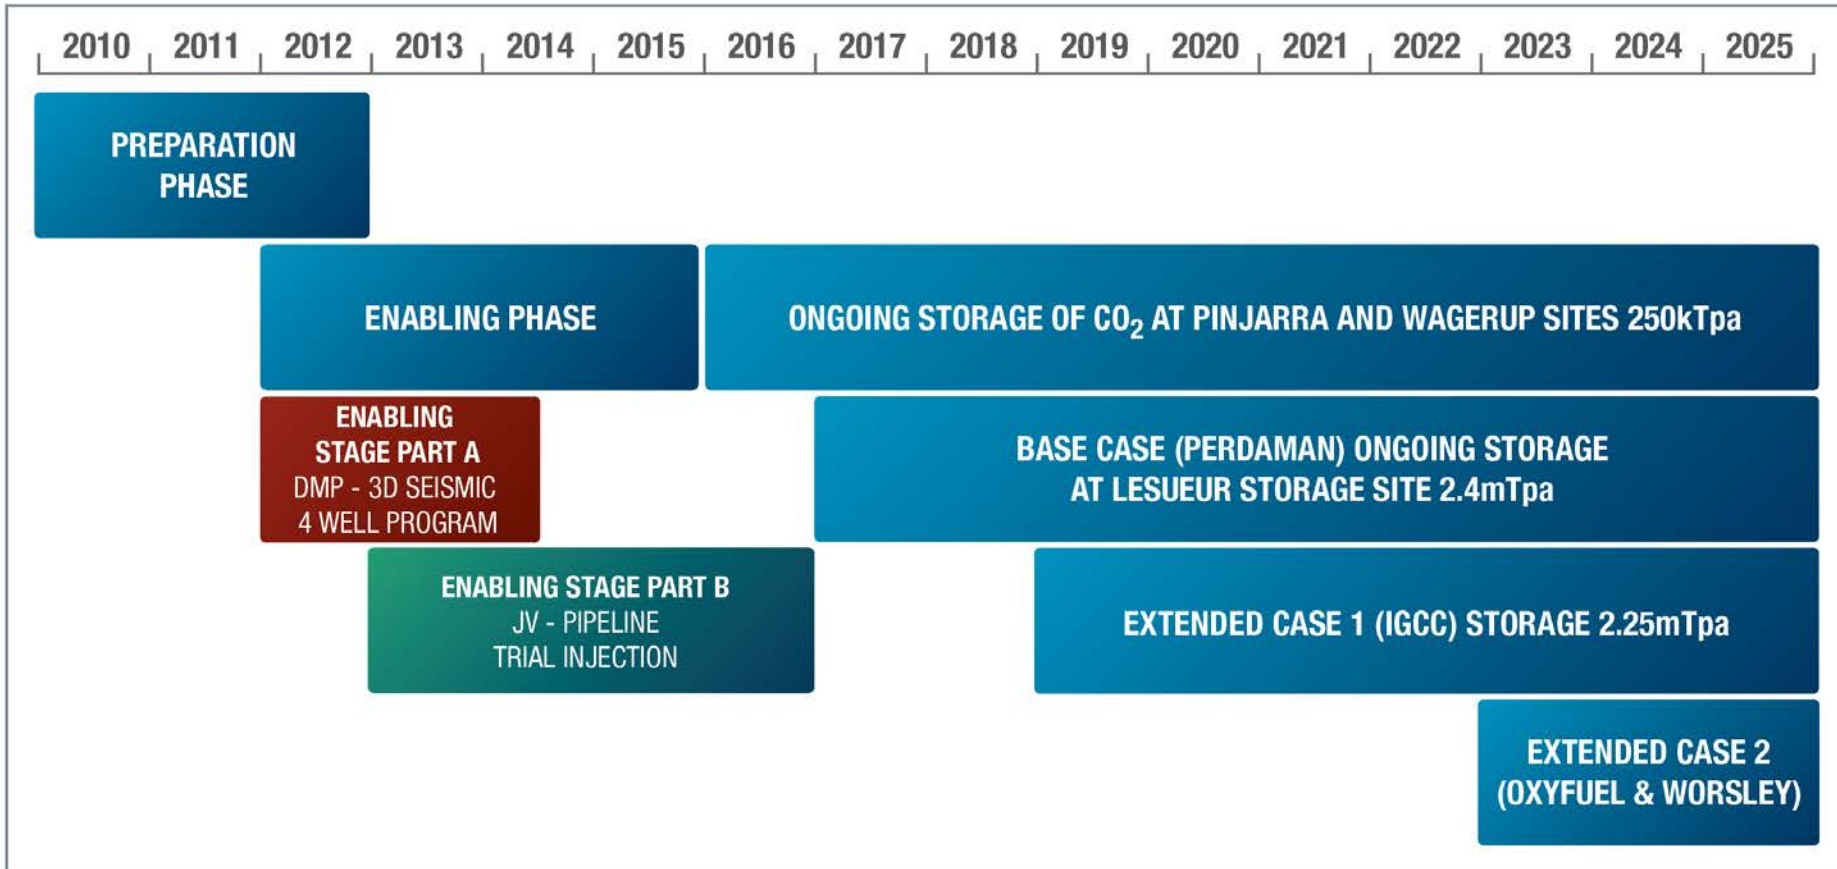 2010 2011 2012 2013 2014 2015 2016 2017 2018 2019 2020 2021 2022 2023 2024 2025
PREPARATION
PHASE
ENABLING PHASE
ONGOING STORAGE OF CO₂ AT PINJARRA AND WAGERUP SITES 250kTpa
ENABLING
STAGE PART A
DMP - 3D SEISMIC
4 WELL PROGRAM
BASE CASE (PERDAMAN) ONGOING STORAGE
AT LESUEUR STORAGE SITE 2.4mTpa
ENABLING STAGE PART B
JV - PIPELINE
TRIAL INJECTION
EXTENDED CASE 1 (IGCC) STORAGE 2.25mTpa
EXTENDED CASE 2
(OXYFUEL & WORSLEY)